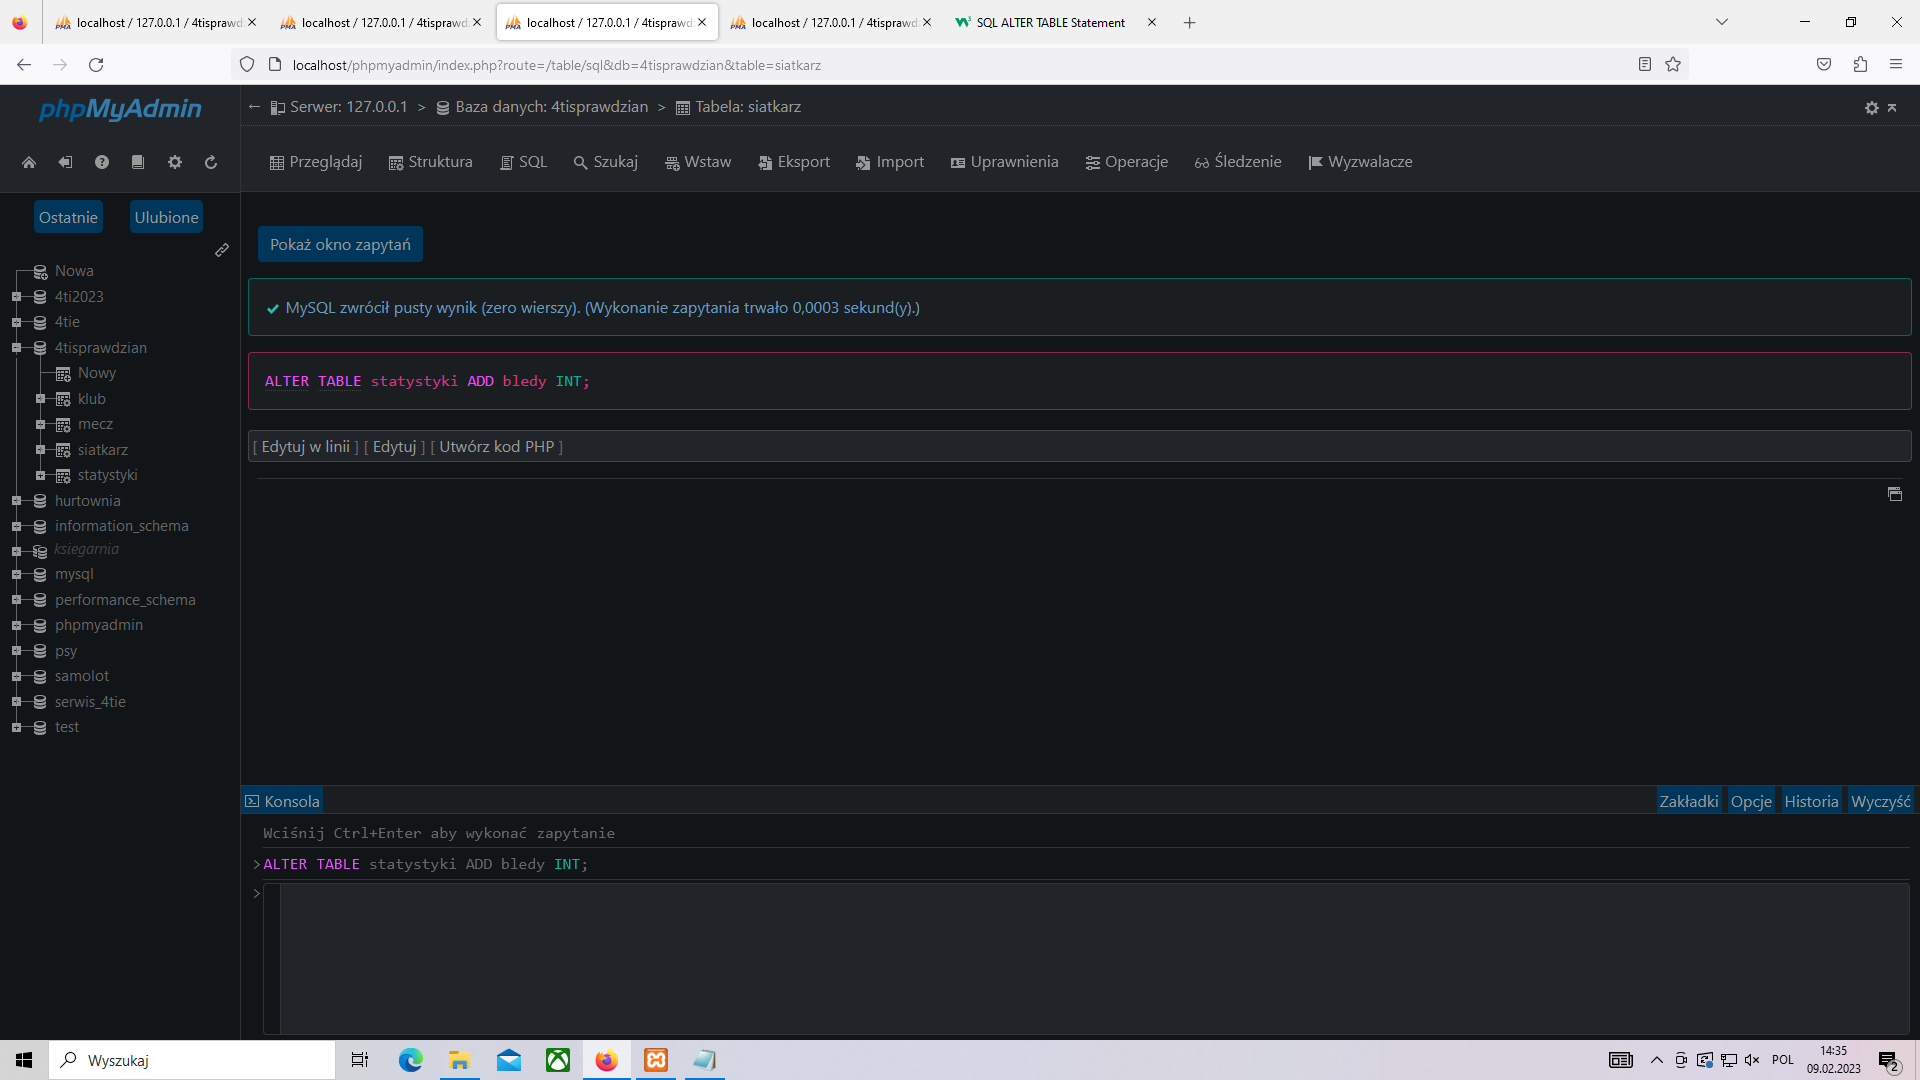 localhost / 127.0.0.1 / 4tisprawdz
localhost / 127.0.0.1 / 4tisprawdz
localhost / 127.0.0.1 / 4tisprawdz
localhost / 127.0.0.1 / 4tisprawdz
SQL ALTER TABLE Statement
localhost/phpmyadmin/index.php?route=/table/sql&db=4tisprawdzian&table=siatkarz
phpMyAdmin
Ostatnie
Ulubione
Nowa
4ti2023
4tie
4tisprawdzian
Nowy
klub
mecz
siatkarz
statystyki
hurtownia
information_schema
ksiegarnia
mysql
performance_schema
phpmyadmin
psy
samolot
serwis_4tie
test
Serwer: 127.0.0.1 > Baza danych: 4tisprawdzian > Tabela: siatkarz
Przeglądaj Struktura SQL Szukaj Wstaw Eksport Import Uprawnienia Operacje Śledzenie Wyzwalacze
Pokaż okno zapytań
MySQL zwrócił pusty wynik (zero wierszy). (Wykonanie zapytania trwało 0,0003 sekund(y).)
ALTER TABLE statystyki ADD bledy INT;
[ Edytuj w linii ] [ Edytuj ] [ Utwórz kod PHP ]
Konsola
Zakładki Opcje Historia Wyczyść
Wciśnij Ctrl+Enter aby wykonać zapytanie
>ALTER TABLE statystyki ADD bledy INT;
>
Wyszukaj
POL
14:35
09.02.2023
2